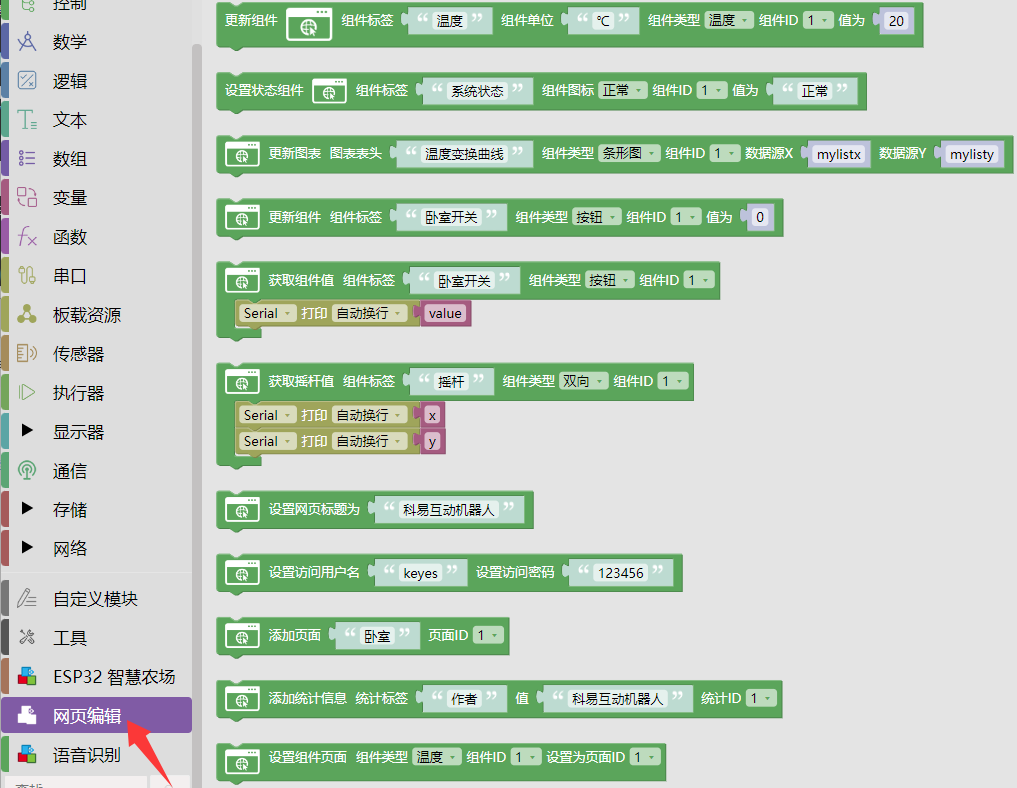 控制
数学
逻辑
文本
数组
变量
函数
串口
板载资源
传感器
执行器
显示器
通信
存储
网络
自定义模块
工具
ESP32 智慧农场
网页编辑
语音识别
更新组件 组件标签 “ 温度 ” 组件单位 “ ℃ ” 组件类型 温度 组件ID 1 值为 20
设置状态组件 组件标签 “ 系统状态 ” 组件图标 正常 组件ID 1 值为 “ 正常 ”
更新图表 图表表头 “ 温度变换曲线 ” 组件类型 条形图 组件ID 1 数据源X mylistx 数据源Y mylisty
更新组件 组件标签 “ 卧室开关 ” 组件类型 按钮 组件ID 1 值为 0
获取组件值 组件标签 “ 卧室开关 ” 组件类型 按钮 组件ID 1
Serial 打印 自动换行 value
获取摇杆值 组件标签 “ 摇杆 ” 组件类型 双向 组件ID 1
Serial 打印 自动换行 x
Serial 打印 自动换行 y
设置网页标题为 “ 科易互动机器人 ”
设置访问用户名 “ keyes ” 设置访问密码 “ 123456 ”
添加页面 “ 卧室 ” 页面ID 1
添加统计信息 统计标签 “ 作者 ” 值 “ 科易互动机器人 ” 统计ID 1
设置组件页面 组件类型 温度 组件ID 1 设置为页面ID 1